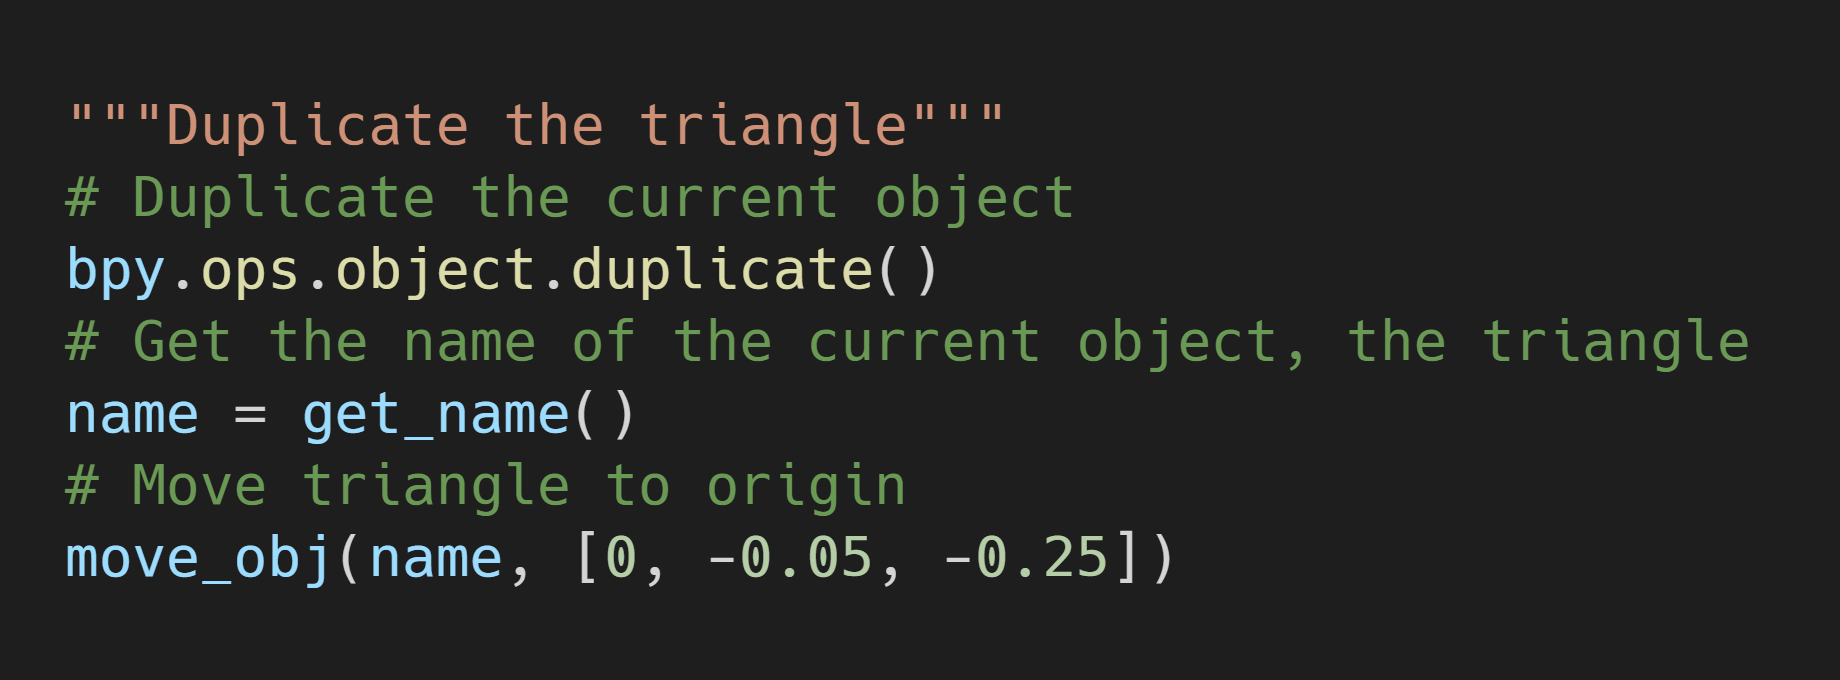 """Duplicate the triangle"""
# Duplicate the current object
bpy.ops.object.duplicate()
# Get the name of the current object, the triangle
name = get_name()
# Move triangle to origin
move_obj(name, [0, -0.05, -0.25])